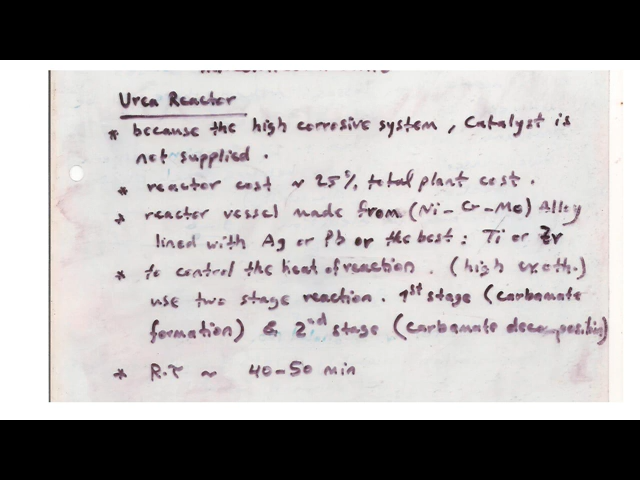 Urea Reactor
* because the high corrosive system, Catalyst is
not supplied.
* reactor cost ~ 25% total plant cost.
* reactor vessel made from (Ni-Cr-Mo) Alloy
lined with Ag or Pb or the best: Ti or Zr
* to control the heat of reaction. (high exoth.)
use two stage reaction. 1st stage (carbamate
formation) & 2nd stage (carbamate decomposition)
* R.T ~ 40-50 min